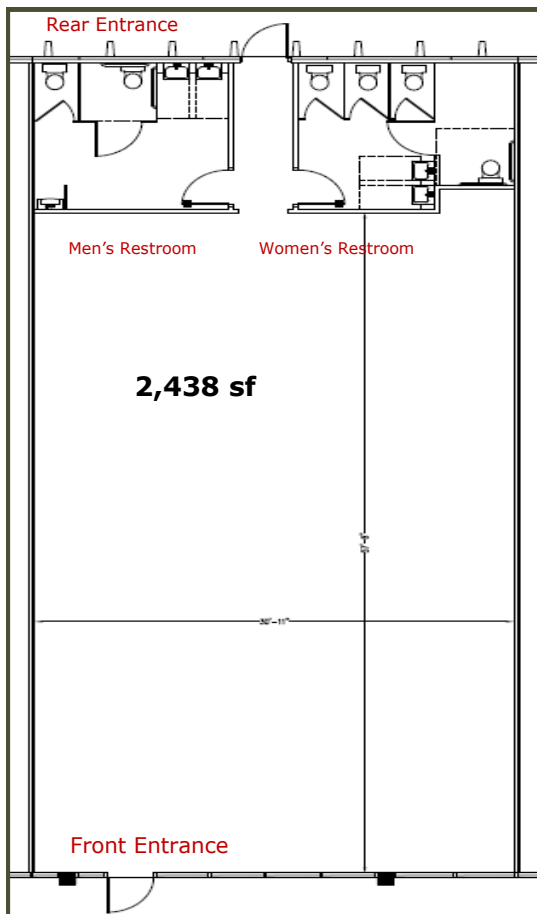 Rear Entrance
Men's Restroom
Women's Restroom
2,438 sf
Front Entrance